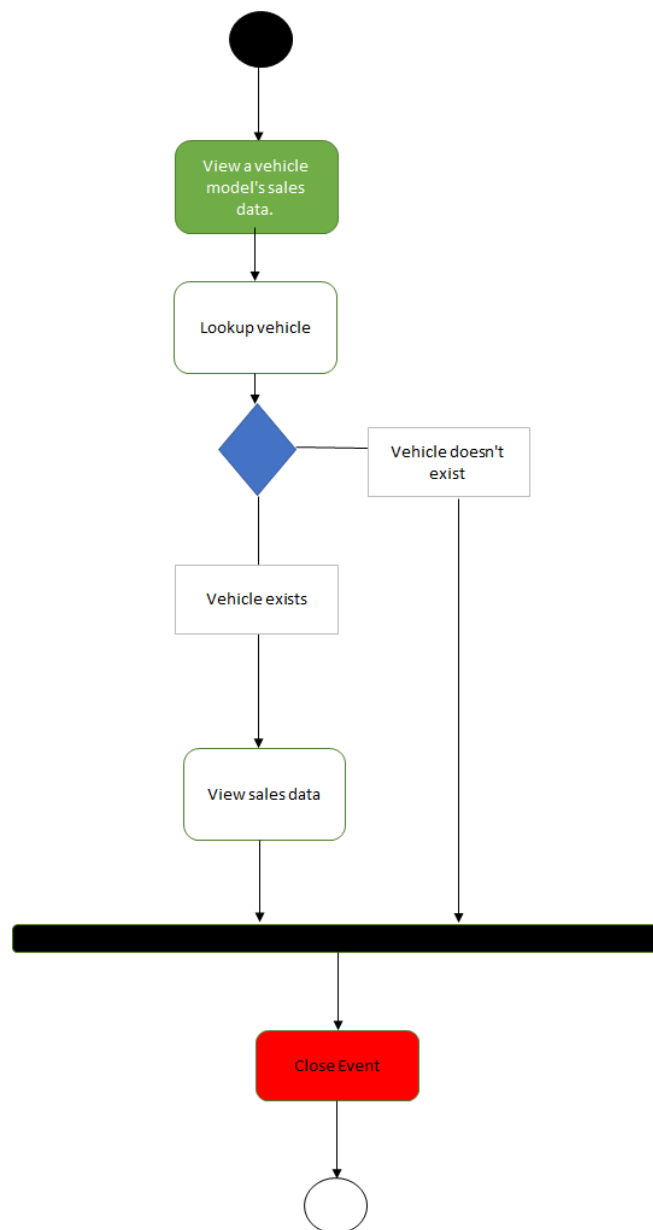 View a vehicle
model's sales
data.
Lookup vehicle
Vehicle doesn't
exist
Vehicle exists
View sales data
Close Event